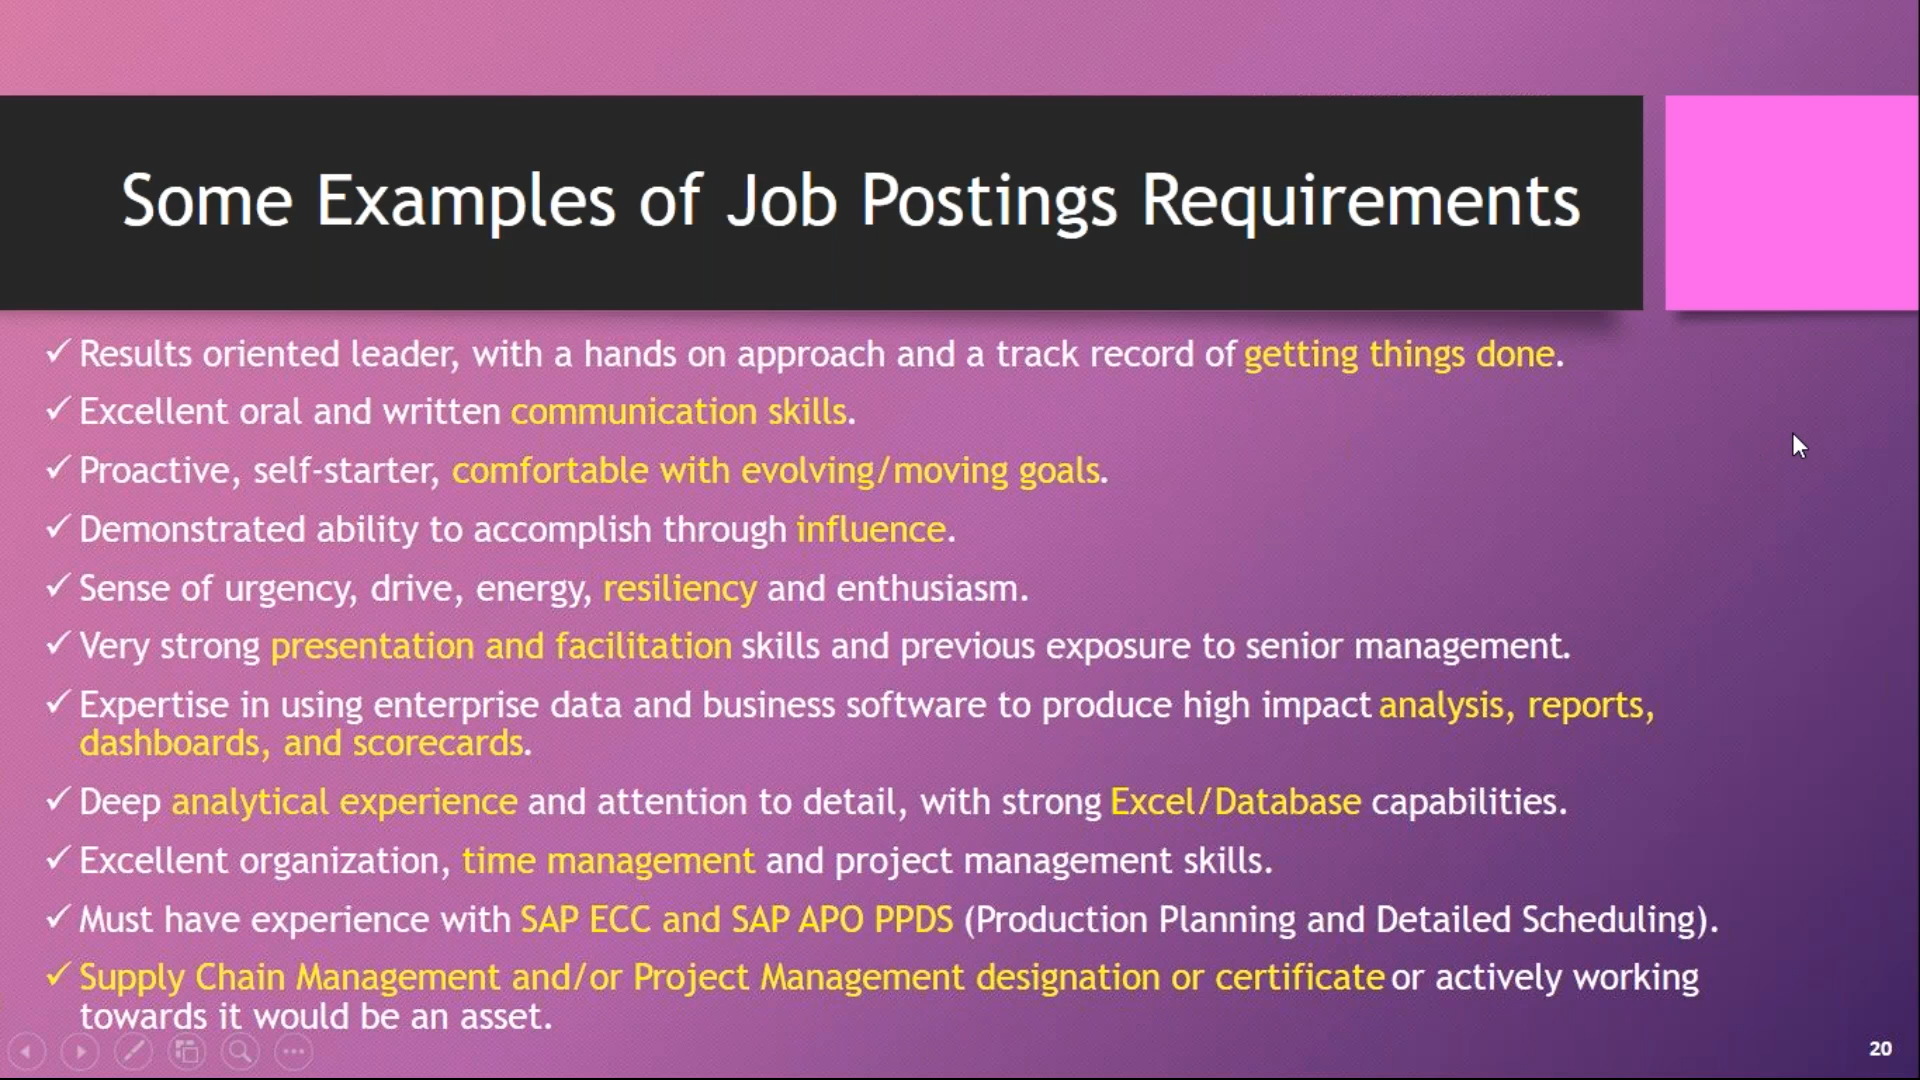 Some Examples of Job Postings Requirements
✓ Results oriented leader, with a hands on approach and a track record of getting things done.
✓ Excellent oral and written communication skills.
✓ Proactive, self-starter, comfortable with evolving/moving goals.
✓ Demonstrated ability to accomplish through influence.
✓ Sense of urgency, drive, energy, resiliency and enthusiasm.
✓ Very strong presentation and facilitation skills and previous exposure to senior management.
✓ Expertise in using enterprise data and business software to produce high impact analysis, reports,
dashboards, and scorecards.
✓ Deep analytical experience and attention to detail, with strong Excel/Database capabilities.
✓ Excellent organization, time management and project management skills.
✓ Must have experience with SAP ECC and SAP APO PPDS (Production Planning and Detailed Scheduling).
✓ Supply Chain Management and/or Project Management designation or certificate or actively working
towards it would be an asset.
20